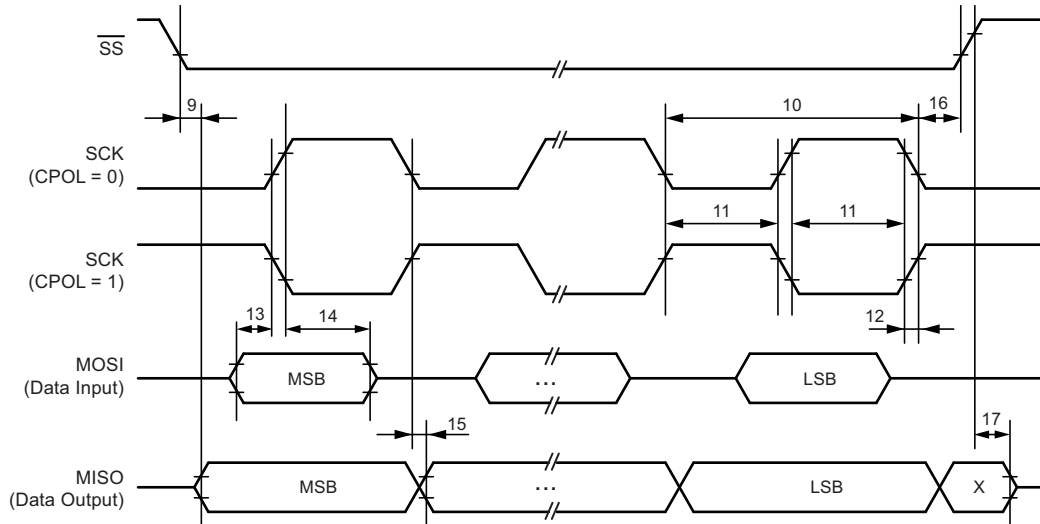 SS
9
10
16
SCK
(CPOL = 0)
11
11
SCK
(CPOL = 1)
13
14
12
MOSI
(Data Input)
MSB
...
LSB
15
17
MISO
(Data Output)
MSB
...
LSB
X